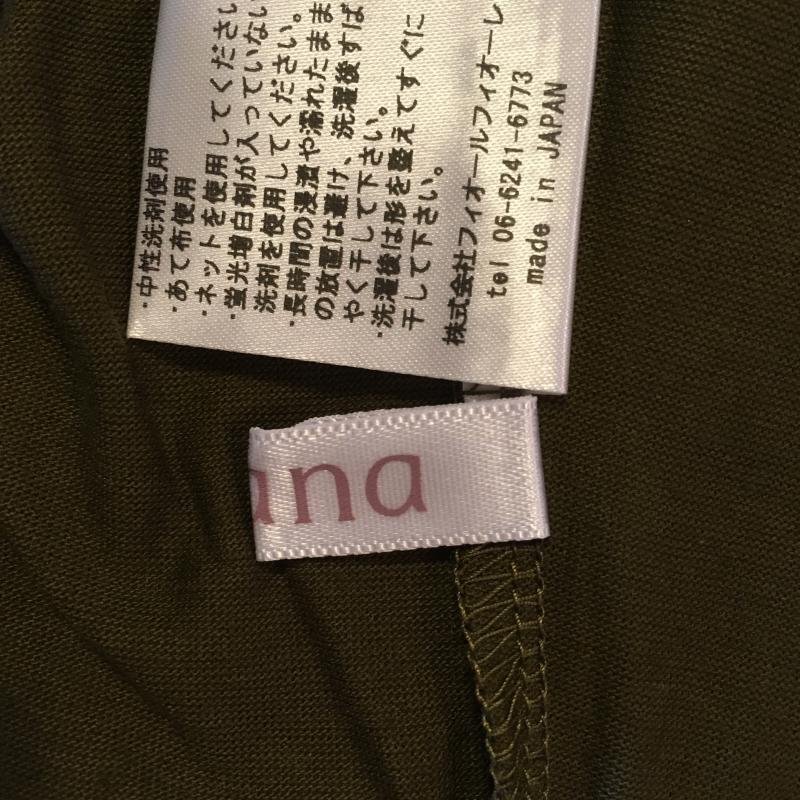 ・中性洗剤使用
・あて布使用
・ネットを使用してください
・蛍光増白剤が入っていない
洗剤を使用してください。
・長時間の浸漬や濡れたまま
の放置は避け、洗濯後すば
やく干して下さい。
・洗濯後は形を整えてすぐに
干して下さい。
株式会社フィオールフィオーレ
tel 06-6241-6773
made in JAPAN
ana